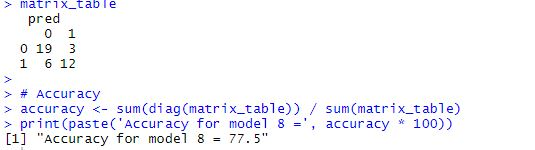 > matrix_table
pred
0 1
0 19 3
1 6 12
>
> # Accuracy
> accuracy <- sum(diag(matrix_table)) / sum(matrix_table)
> print(paste('Accuracy for model 8 =', accuracy * 100))
[1] "Accuracy for model 8 = 77.5"